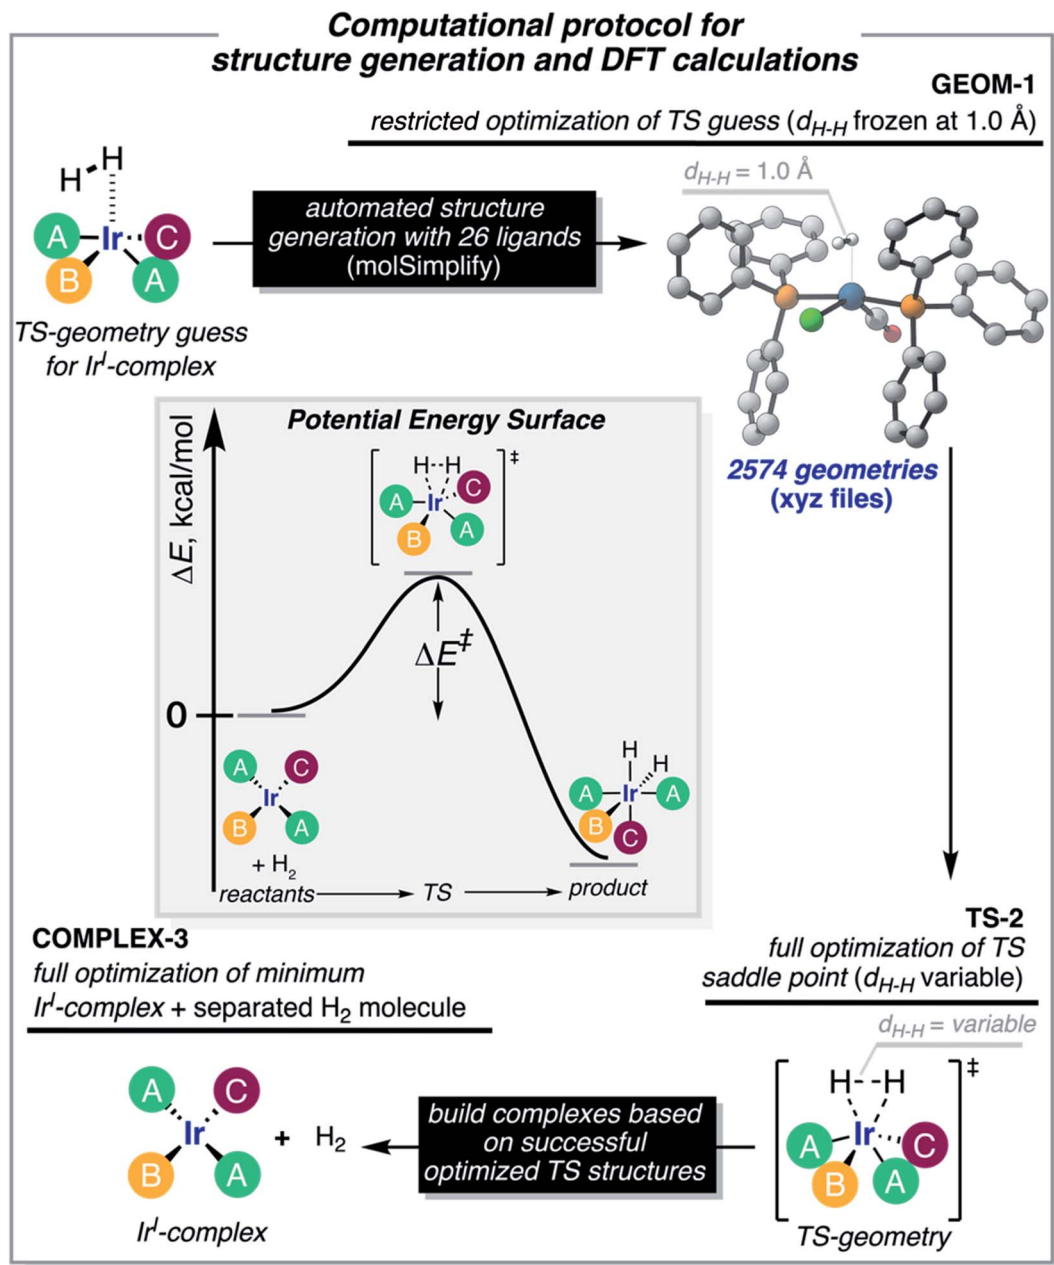 Computational protocol for
structure generation and DFT calculations
GEOM-1
restricted optimization of TS guess (dH-H frozen at 1.0 Å)
H
H
A
Ir
C
B
A
TS-geometry guess
for IrI-complex
automated structure
generation with 26 ligands
(molSimplify)
dH-H = 1.0 Å
2574 geometries
(xyz files)
Potential Energy Surface
ΔE, kcal/mol
H
H
‡
A
Ir
C
B
A
ΔE‡
0
A
C
Ir
B
A
+ H2
H
H
A
Ir
A
B
C
reactants
TS
product
TS-2
full optimization of TS
saddle point (dH-H variable)
COMPLEX-3
full optimization of minimum
IrI-complex + separated H2 molecule
dH-H = variable
H
H
‡
A
Ir
C
B
A
TS-geometry
build complexes based
on successful
optimized TS structures
A
C
Ir
B
A
+ H2
IrI-complex